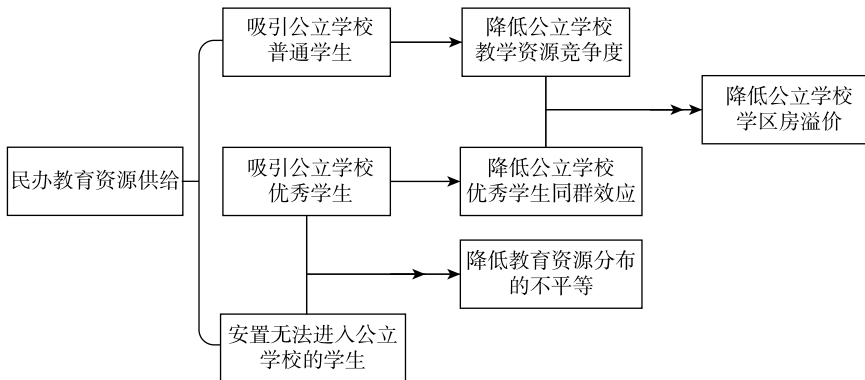 吸引公立学校
普通学生
降低公立学校
教学资源竞争度
降低公立学校
学区房溢价
民办教育资源供给
吸引公立学校
优秀学生
降低公立学校
优秀学生同群效应
降低教育资源分布
的不平等
安置无法进入公立
学校的学生